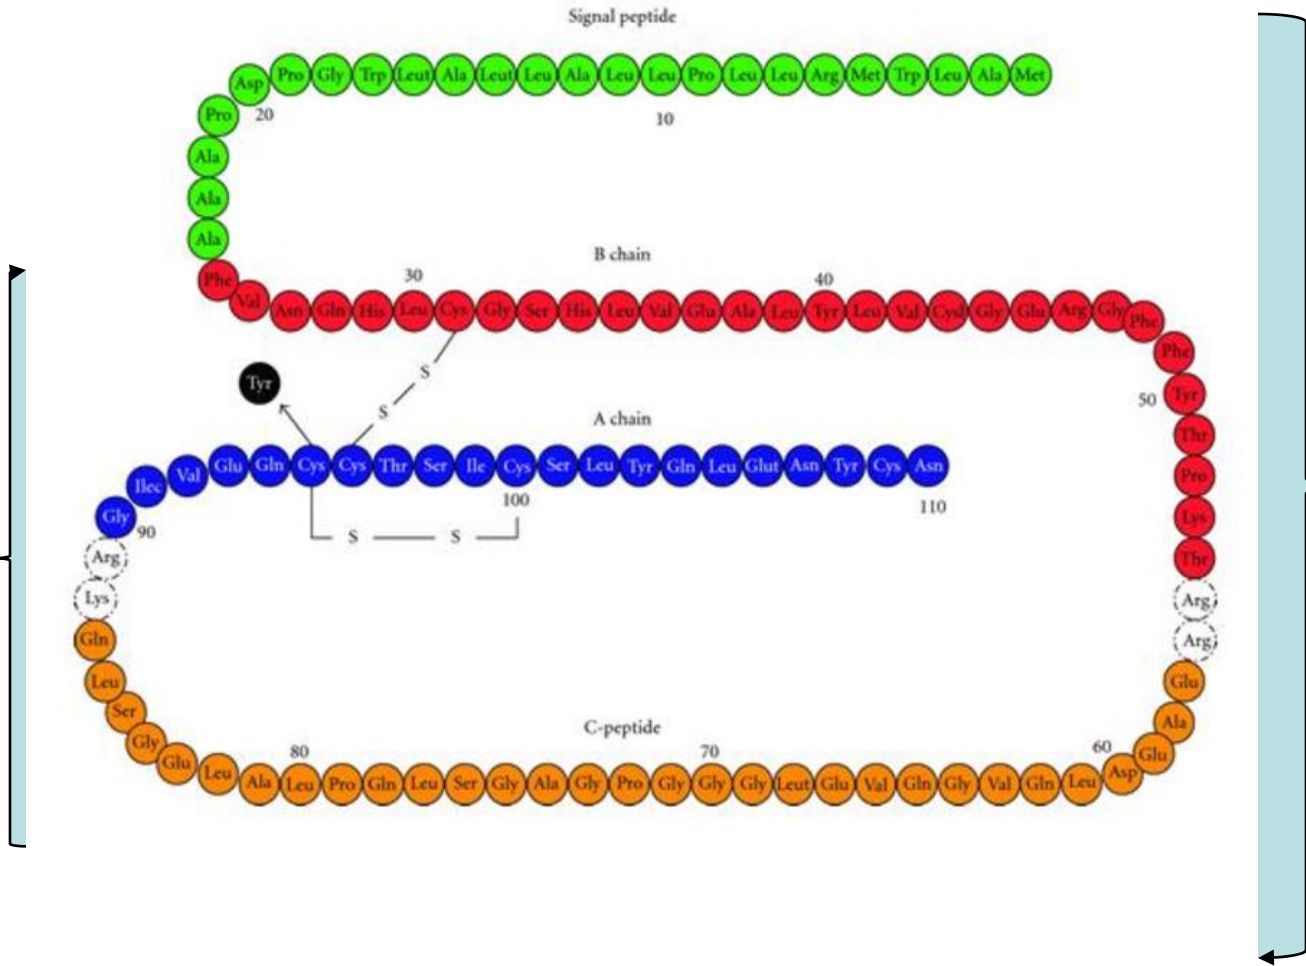 Signal peptide
Asp Pro Gly Trp Leut Ala Leut Leu Ala Leu Leu Pro Leu Leu Arg Met Trp Leu Ala Met
Pro 20 10
Ala
Ala
Ala
B chain
Phe 30 40
Val Asn Gln His Leu Cys Gly Ser His Leu Val Glu Ala Leu Tyr Leu Val Cyd Gly Glu Arg Gly Phe
Phe
S
Tyr
50 Tyr
S
A chain
Thr
Ilec Val Glu Gln Cys Cys Thr Ser Ile Cys Ser Leu Tyr Gln Leu Glut Asn Tyr Cys Asn
Pro
100 110
Gly 90 Lys
S S
Arg Thr
Lys Arg
Gln Arg
Leu Glu
Ser Ala
C-peptide
Gly 80 70 60 Glu
Glu Leu Ala Leu Pro Gln Leu Ser Gly Ala Gly Pro Gly Gly Gly Leut Glu Val Gln Gly Val Gln Leu Asp